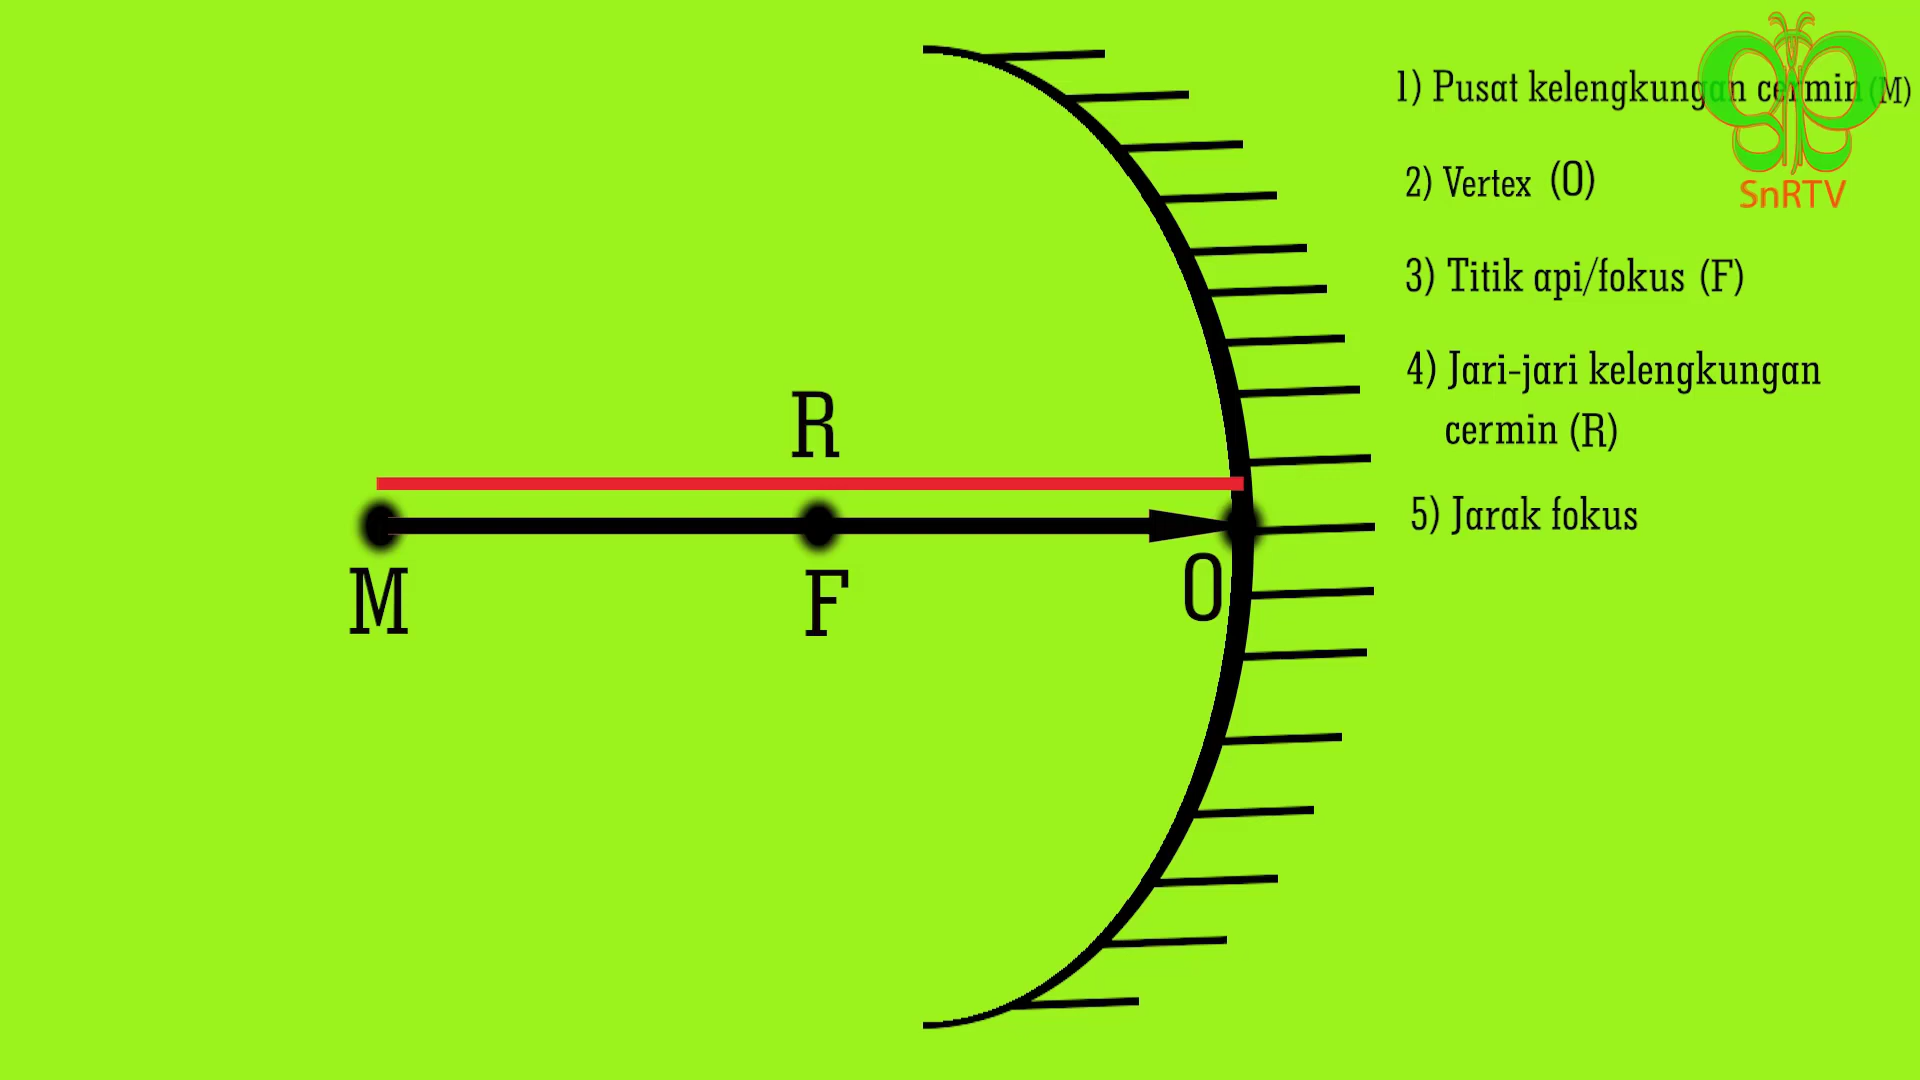 1) Pusat kelengkungan cermin (M)
2) Vertex (O)
3) Titik api/fokus (F)
4) Jari-jari kelengkungan
cermin (R)
5) Jarak fokus
SnRTV
R
M
F
O